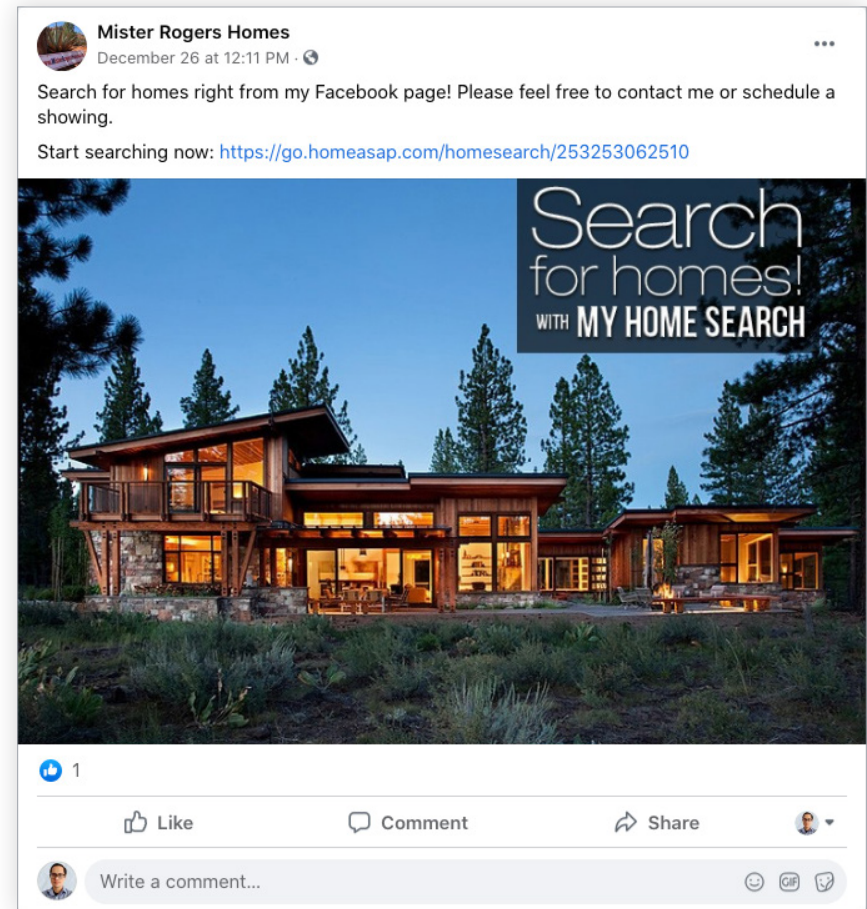 Mister Rogers Homes
December 26 at 12:11 PM ·
Search for homes right from my Facebook page! Please feel free to contact me or schedule a
showing.
Start searching now: https://go.homeasap.com/homesearch/253253062510
Search
for homes!
WITH MY HOME SEARCH
1
Like Comment Share
Write a comment...
GIF